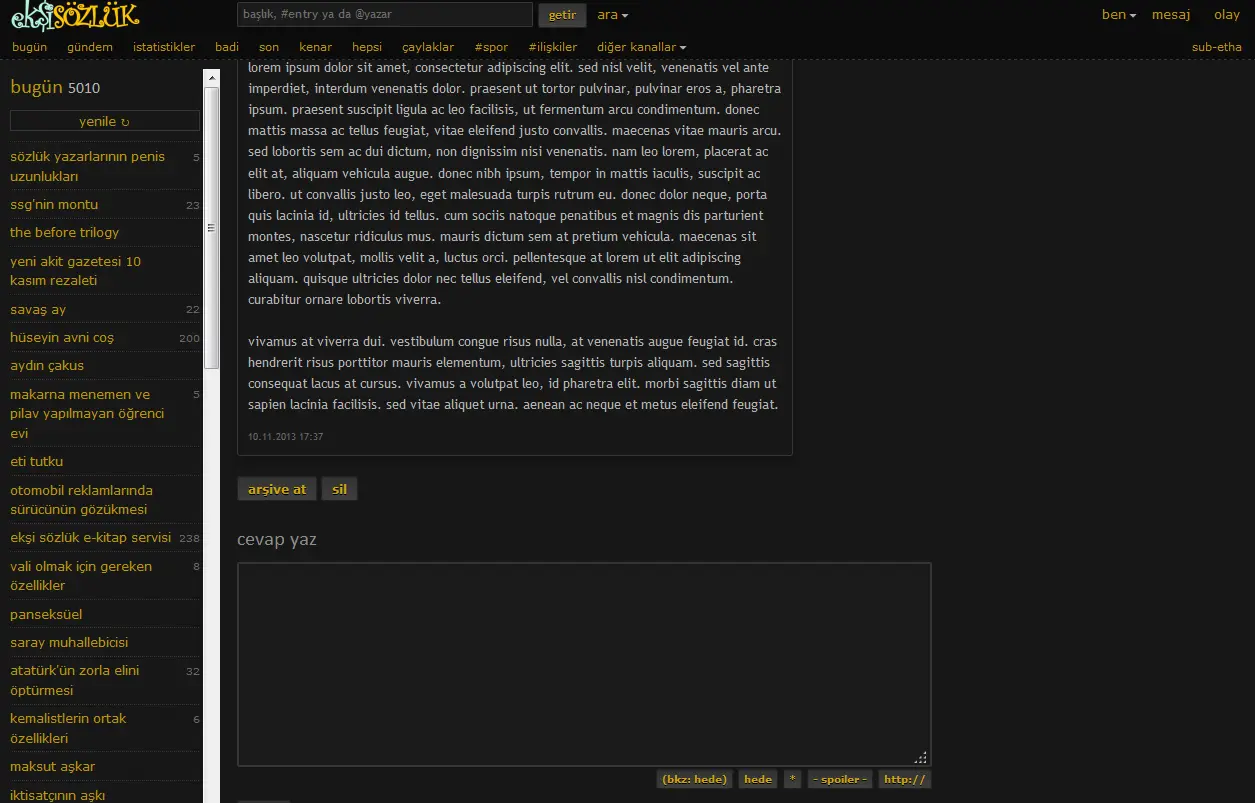 ekşisözlük
başlık, #entry ya da @yazar
getir
ara
ben
mesaj
olay
bugün
gündem
istatistikler
badi
son
kenar
hepsi
çaylaklar
#spor
#ilişkiler
diğer kanallar
sub-etha
bugün 5010
yenile ↻
sözlük yazarlarının penis 5
uzunlukları
ssg'nin montu 23
the before trilogy
yeni akit gazetesi 10
kasım rezaleti
savaş ay 22
hüseyin avni coş 200
aydın çakus
makarna menemen ve 5
pilav yapılmayan öğrenci
evi
eti tutku
otomobil reklamlarında
sürücünün gözükmesi
ekşi sözlük e-kitap servisi 238
vali olmak için gereken 8
özellikler
panseksüel
saray muhallebicisi
atatürk'ün zorla elini 32
öptürmesi
kemalistlerin ortak 6
özellikleri
maksut aşkar
iktisatçının aşkı
lorem ipsum dolor sit amet, consectetur adipiscing elit. sed nisl velit, venenatis vel ante
imperdiet, interdum venenatis dolor. praesent ut tortor pulvinar, pulvinar eros a, pharetra
ipsum. praesent suscipit ligula ac leo facilisis, ut fermentum arcu condimentum. donec
mattis massa ac tellus feugiat, vitae eleifend justo convallis. maecenas vitae mauris arcu.
sed lobortis sem ac dui dictum, non dignissim nisi venenatis. nam leo lorem, placerat ac
elit at, aliquam vehicula augue. donec nibh ipsum, tempor in mattis iaculis, suscipit ac
libero. ut convallis justo leo, eget malesuada turpis rutrum eu. donec dolor neque, porta
quis lacinia id, ultricies id tellus. cum sociis natoque penatibus et magnis dis parturient
montes, nascetur ridiculus mus. mauris dictum sem at pretium vehicula. maecenas sit
amet leo volutpat, mollis velit a, luctus orci. pellentesque at lorem ut elit adipiscing
aliquam. quisque ultricies dolor nec tellus eleifend, vel convallis nisl condimentum.
curabitur ornare lobortis viverra.
vivamus at viverra dui. vestibulum congue risus nulla, at venenatis augue feugiat id. cras
hendrerit risus porttitor mauris elementum, ultricies sagittis turpis aliquam. sed sagittis
consequat lacus at cursus. vivamus a volutpat leo, id pharetra elit. morbi sagittis diam ut
sapien lacinia facilisis. sed vitae aliquet urna. aenean ac neque et metus eleifend feugiat.
10.11.2013 17:37
arşive at
sil
cevap yaz
(bkz: hede)
hede
*
- spoiler -
http://